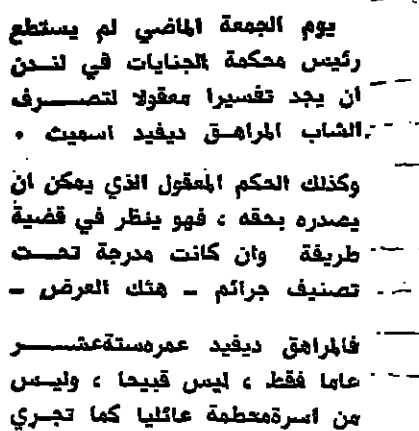 يوم الجمعة الماضي لم يستطع
رئيس محكمة الجنايات في لندن
ان يجد تفسيرا معقولا لتصرف
الشاب المراهق ديفيد اسميث .
وكذلك الحكم المعقول الذي يمكن ان
يصدره بحقه ، فهو ينظر في قضية
طريفة وان كانت مدرجة تحت
تصنيف جرائم - هتك العرض -
فالمراهق ديفيد عمره ستة عشر
عاما فقط ، ليس قبيحا ، وليس
من اسرة محطمة عائليا كما تجري